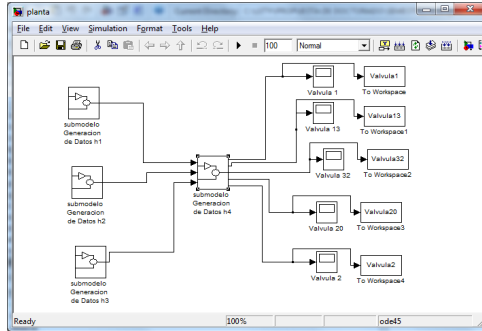 planta
File Edit View Simulation Format Tools Help
100 Normal
Valvula 1
Valvula1
To Workspace
submodelo
Generacion
de Datos h1
Valvula 13
Valvula13
To Workspace1
Valvula 32
Valvula32
To Workspace2
submodelo
Generacion
de Datos h2
submodelo
Generacion
de Datos h4
Valvula 20
Valvula20
To Workspace3
submodelo
Generacion
de Datos h3
Valvula 2
Valvula2
To Workspace4
Ready 100% ode45